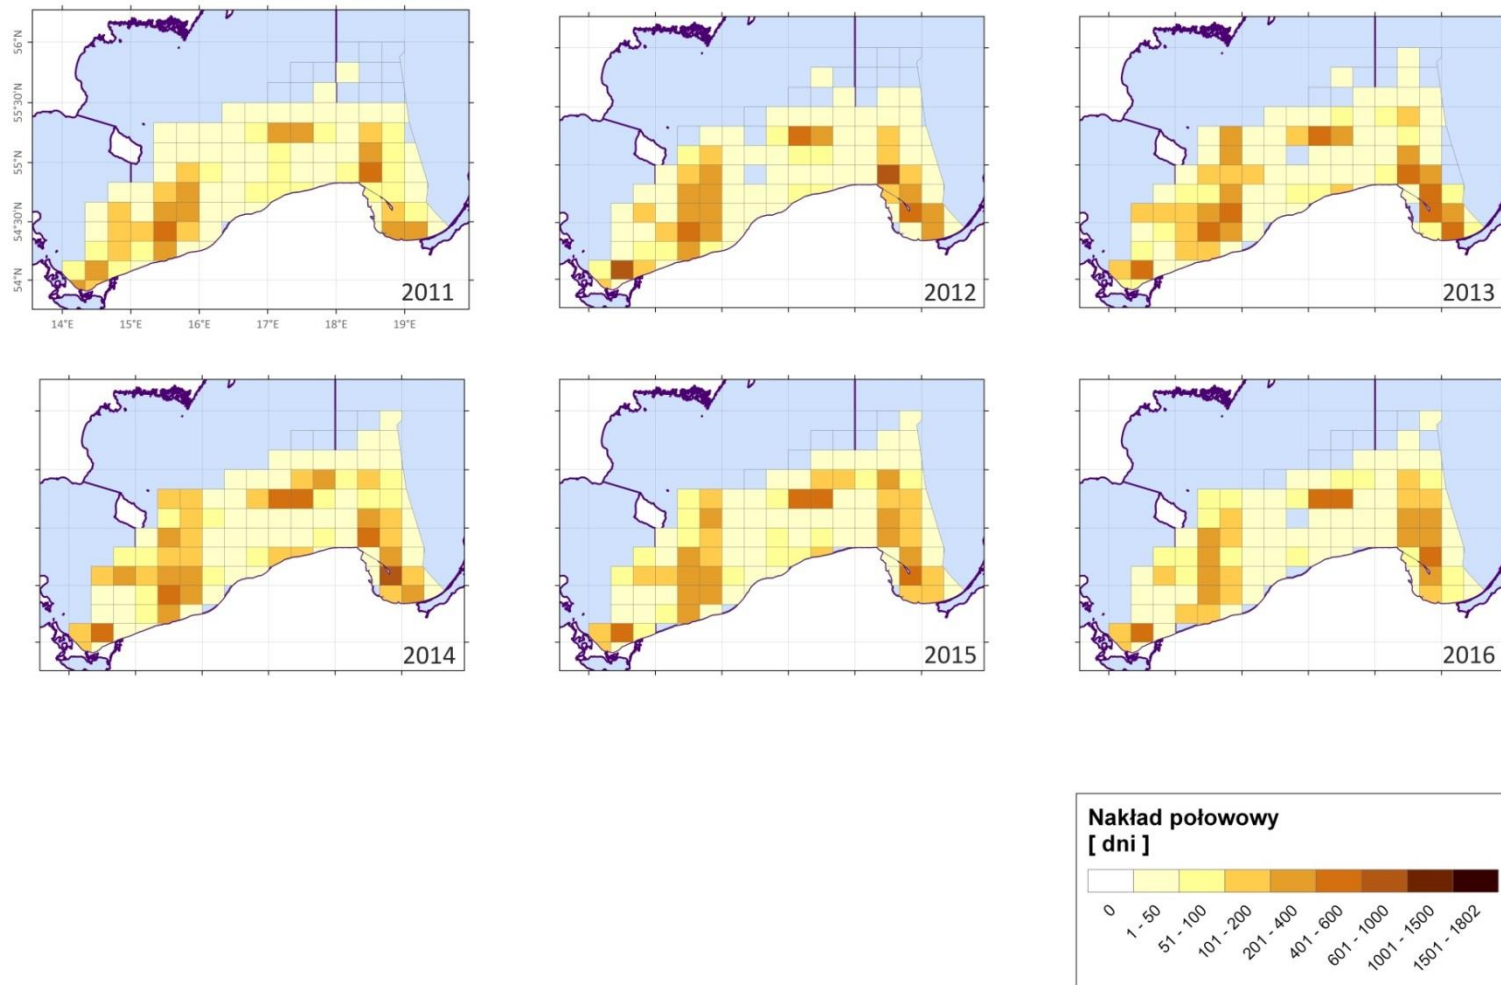 56°N
55°30'N
55°N
54°30'N
54°N
2011
14°E 15°E 16°E 17°E 18°E 19°E
2012
2013
2014
2015
2016
Nakład połowowy
[ dni ]
0
1 - 50
51 - 100
101 - 200
201 - 400
401 - 600
601 - 1000
1001 - 1500
1501 - 1802